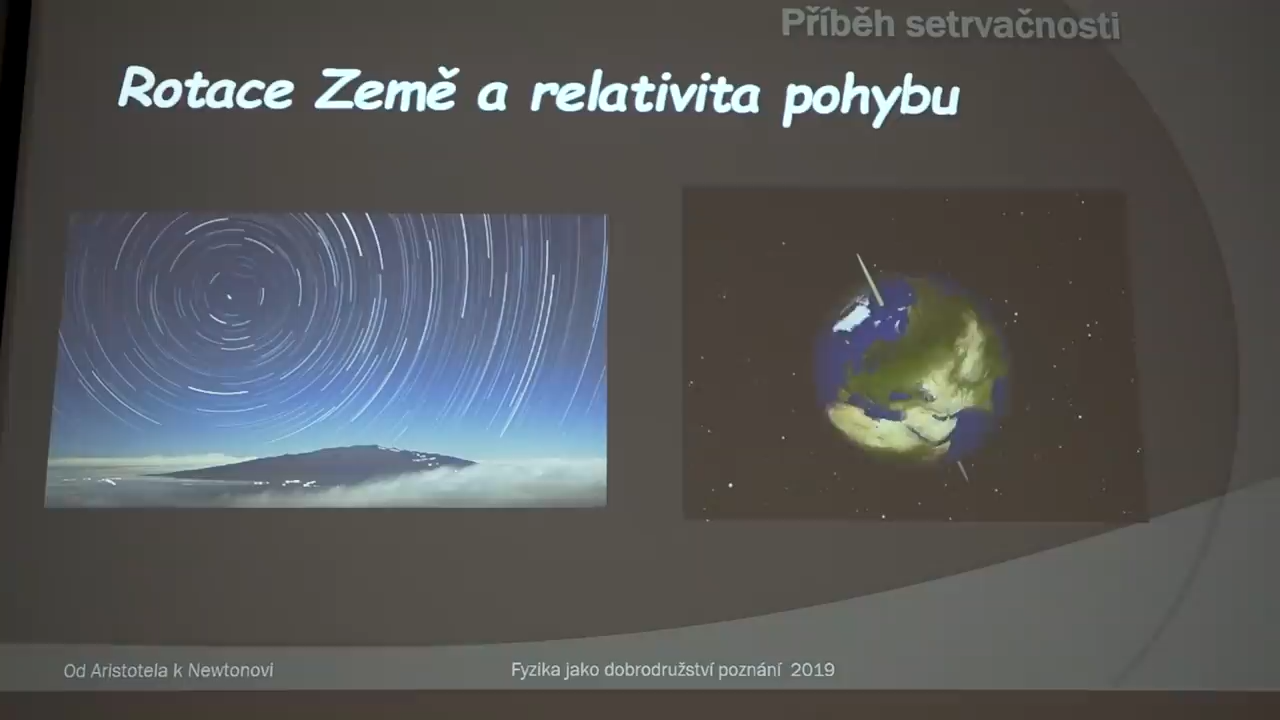 Příběh setrvačnosti
Rotace Země a relativita pohybu
Od Aristotela k Newtonovi
Fyzika jako dobrodružství poznání 2019